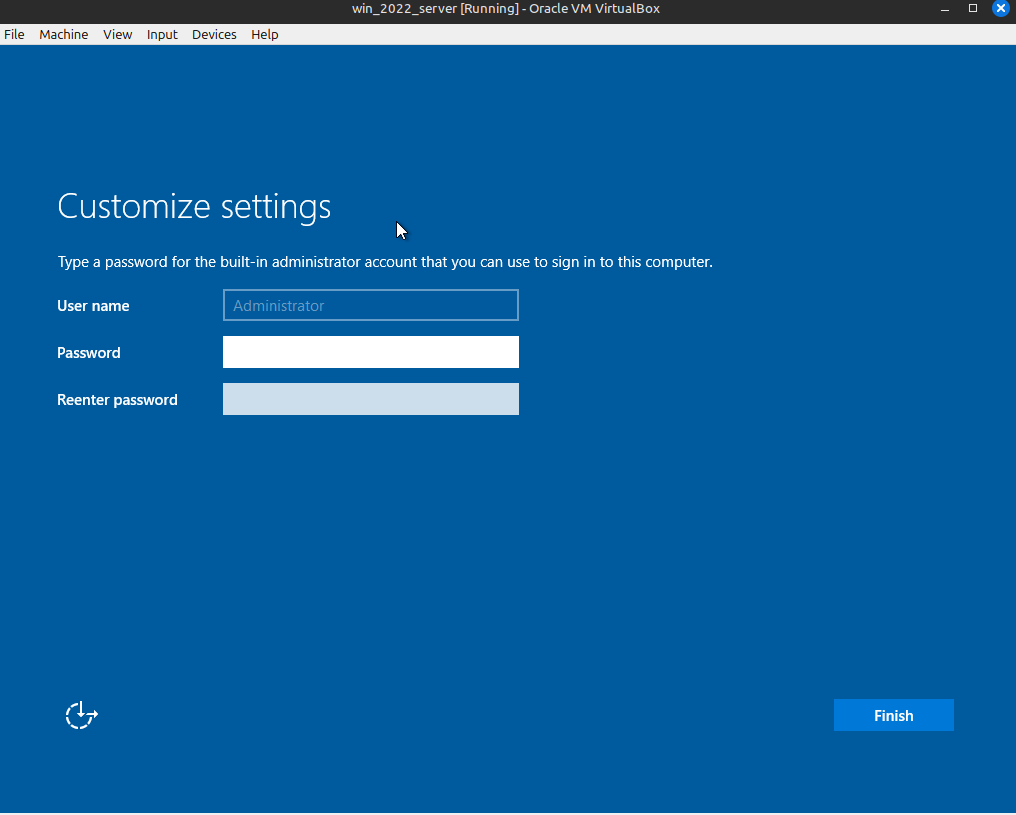 win_2022_server [Running] - Oracle VM VirtualBox
File Machine View Input Devices Help
Customize settings
Type a password for the built-in administrator account that you can use to sign in to this computer.
User name Administrator
Password
Reenter password
Finish